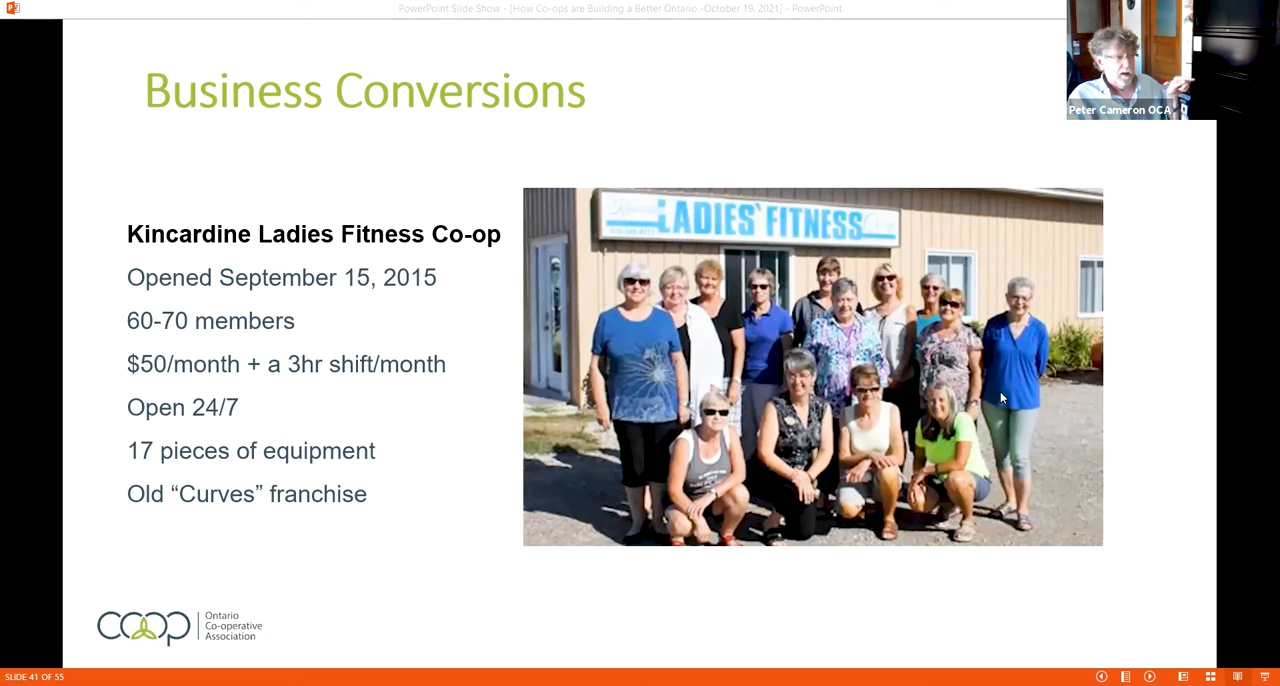 PowerPoint Slide Show - [How Co-ops are Building a Better Ontario -October 19, 2021] - PowerPoint
Peter Cameron OCA
Business Conversions
LADIES' FITNESS
Kincardine Ladies Fitness Co-op
Opened September 15, 2015
60-70 members
$50/month + a 3hr shift/month
Open 24/7
17 pieces of equipment
Old “Curves” franchise
COOP
Ontario
Co-operative
Association
SLIDE 41 OF 55